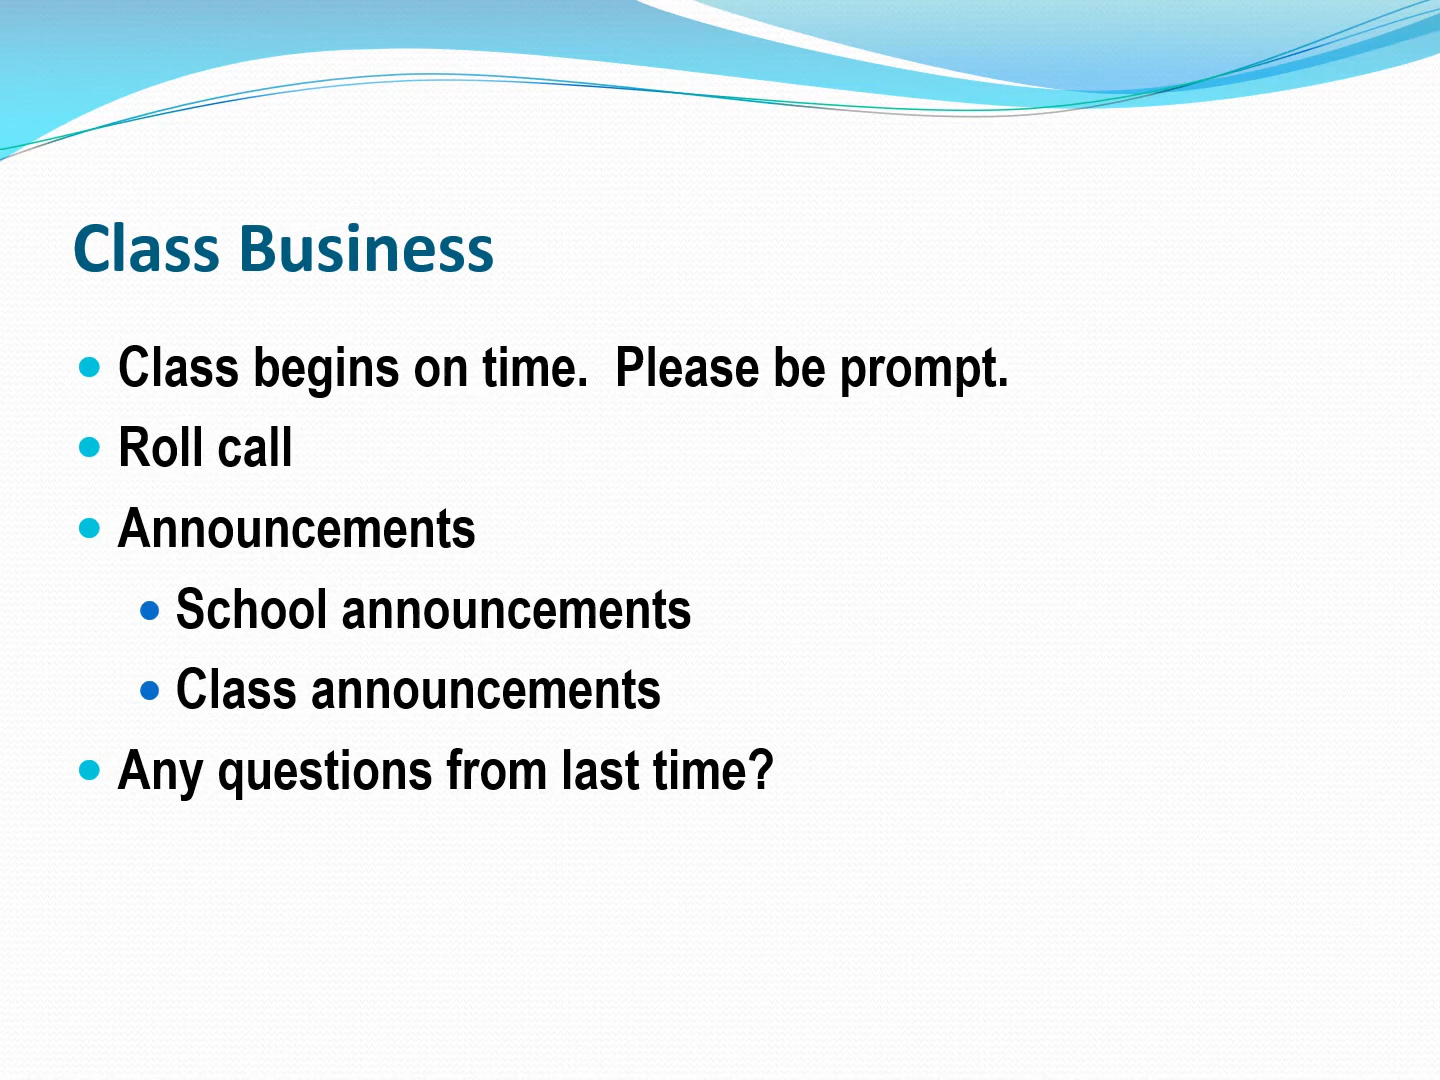 Class Business
Class begins on time.  Please be prompt.
Roll call
Announcements
School announcements
Class announcements
Any questions from last time?